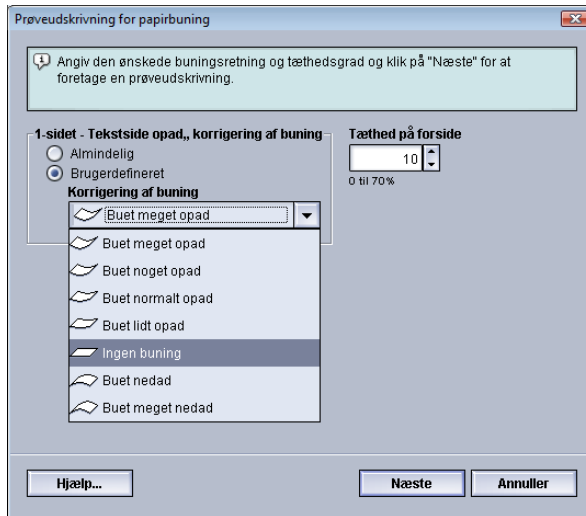 Prøveudskrivning for papirbuning
Angiv den ønskede buningsretning og tæthedsgrad og klik på "Næste" for at
foretage en prøveudskrivning.
1-sidet - Tekstside opad,, korrigering af buning
Almindelig
Brugerdefineret
Korrigering af buning
Buet meget opad
Buet meget opad
Buet noget opad
Buet normalt opad
Buet lidt opad
Ingen buning
Buet nedad
Buet meget nedad
Tæthed på forside
10
0 til 70%
Hjælp...
Næste
Annuller